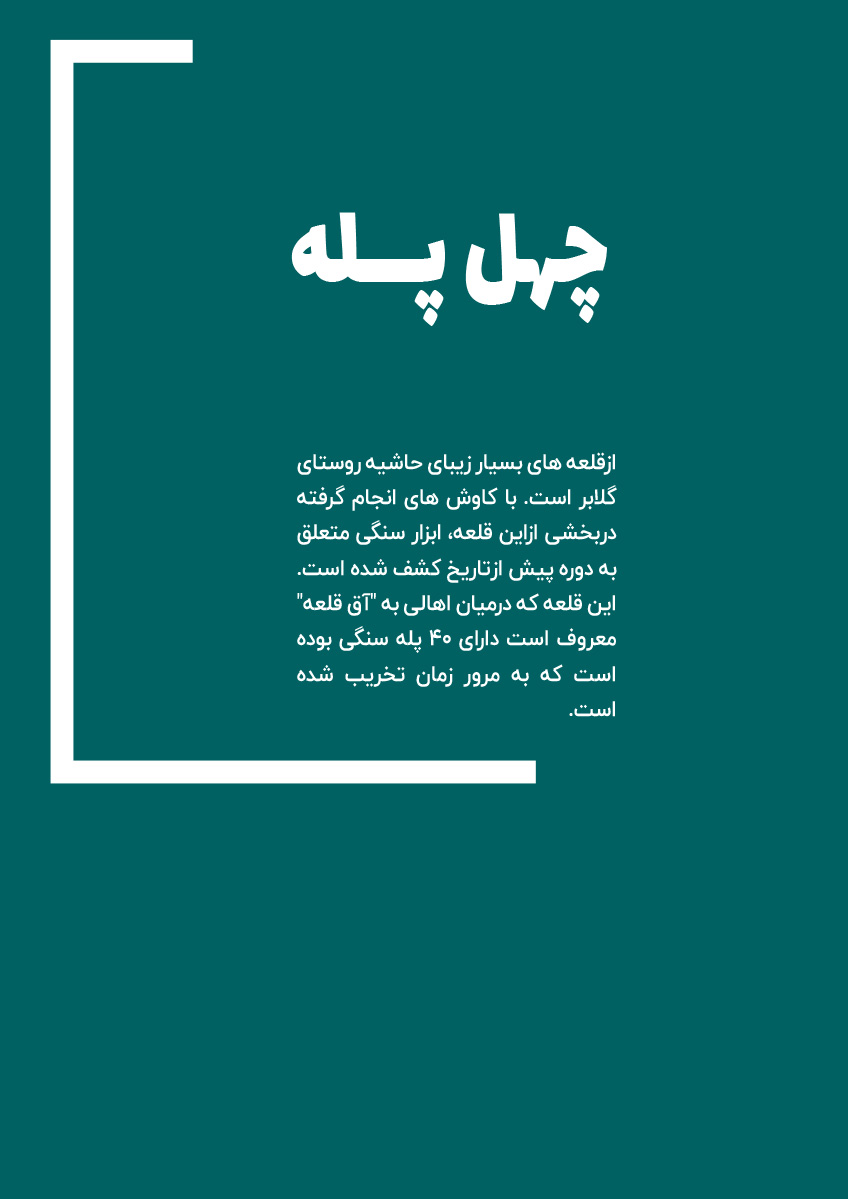 چهل پله
ازقلعه های بسیار زیبای حاشیه روستای
گلابر است. با کاوش های انجام گرفته
دربخشی ازاین قلعه، ابزار سنگی متعلق
به دوره پیش ازتاریخ کشف شده است.
این قلعه که درمیان اهالی به "آق قلعه"
معروف است دارای ۴۰ پله سنگی بوده
است که به مرور زمان تخریب شده
است.